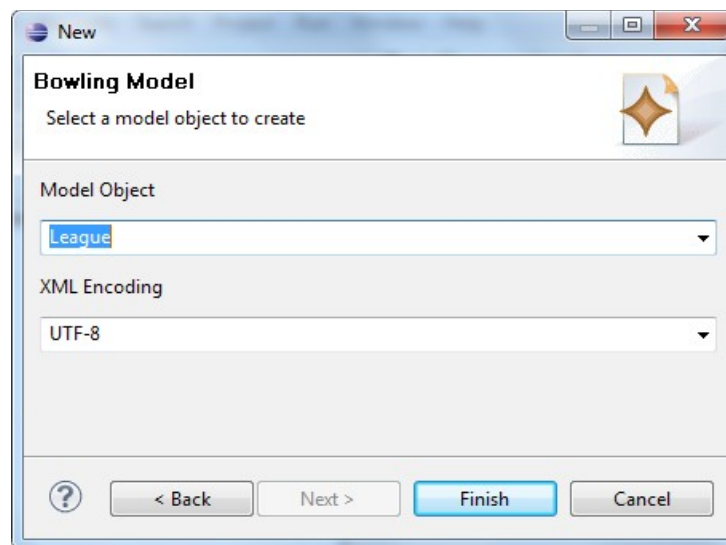 New
Bowling Model
Select a model object to create
Model Object
League
XML Encoding
UTF-8
< Back Next > Finish Cancel